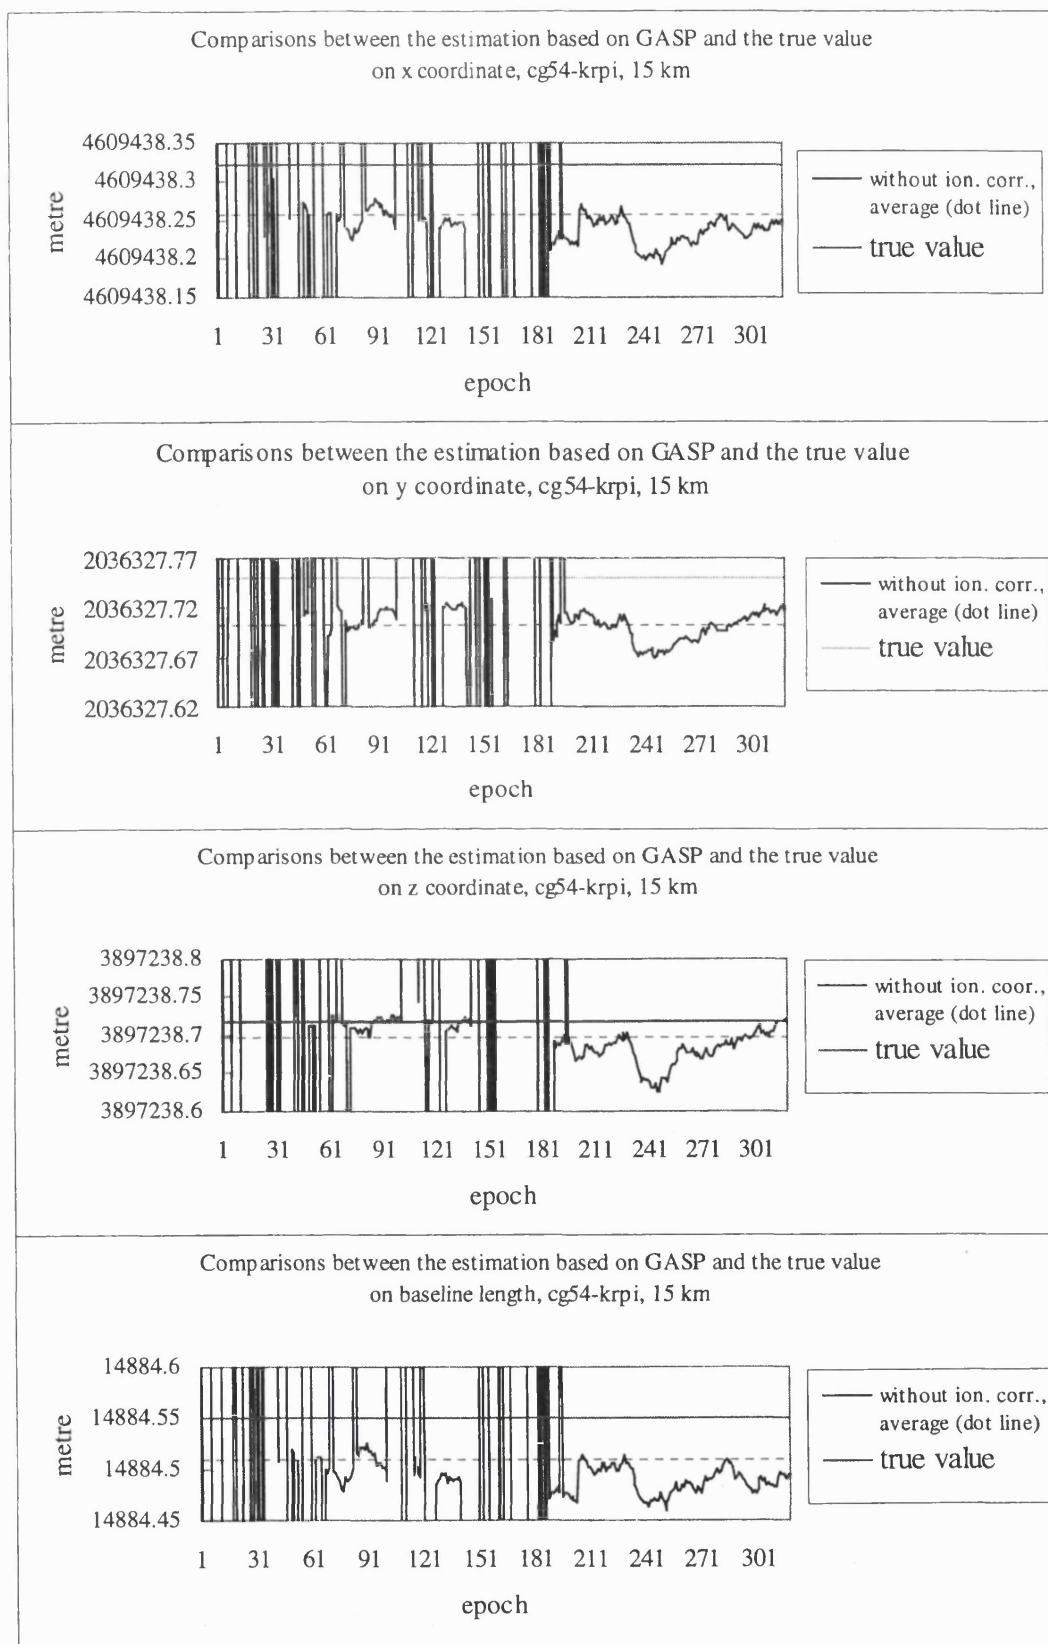 Comparisons between the estimation based on GASP and the true value
on x coordinate, cg54-krpi, 15 km
4609438.35
4609438.3
4609438.25
4609438.2
4609438.15
metre
1 31 61 91 121 151 181 211 241 271 301
epoch
without ion. corr.,
average (dot line)
true value
Comparisons between the estimation based on GASP and the true value
on y coordinate, cg54-krpi, 15 km
2036327.77
2036327.72
2036327.67
2036327.62
metre
1 31 61 91 121 151 181 211 241 271 301
epoch
without ion. corr.,
average (dot line)
true value
Comparisons between the estimation based on GASP and the true value
on z coordinate, cg54-krpi, 15 km
3897238.8
3897238.75
3897238.7
3897238.65
3897238.6
metre
1 31 61 91 121 151 181 211 241 271 301
epoch
without ion. coor.,
average (dot line)
true value
Comparisons between the estimation based on GASP and the true value
on baseline length, cg54-krpi, 15 km
14884.6
14884.55
14884.5
14884.45
metre
1 31 61 91 121 151 181 211 241 271 301
epoch
without ion. corr.,
average (dot line)
true value